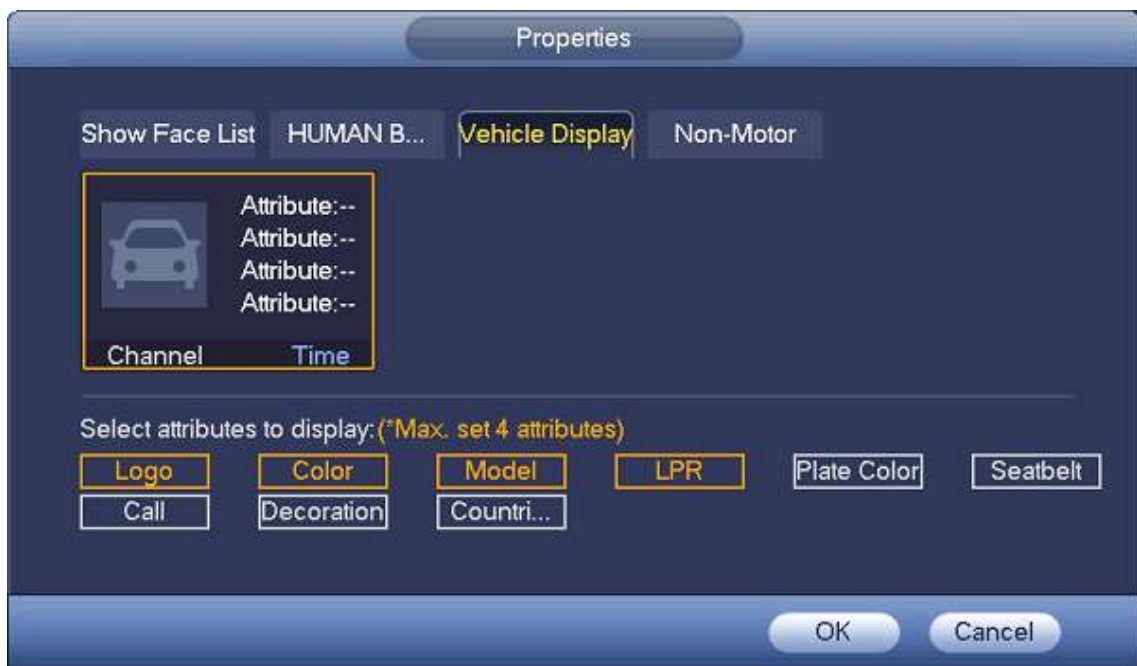 Properties
Show Face List HUMAN B... Vehicle Display Non-Motor
Attribute:--
Attribute:--
Attribute:--
Attribute:--
Channel Time
Select attributes to display:(*Max. set 4 attributes)
Logo Color Model LPR Plate Color Seatbelt
Call Decoration Countri...
OK Cancel